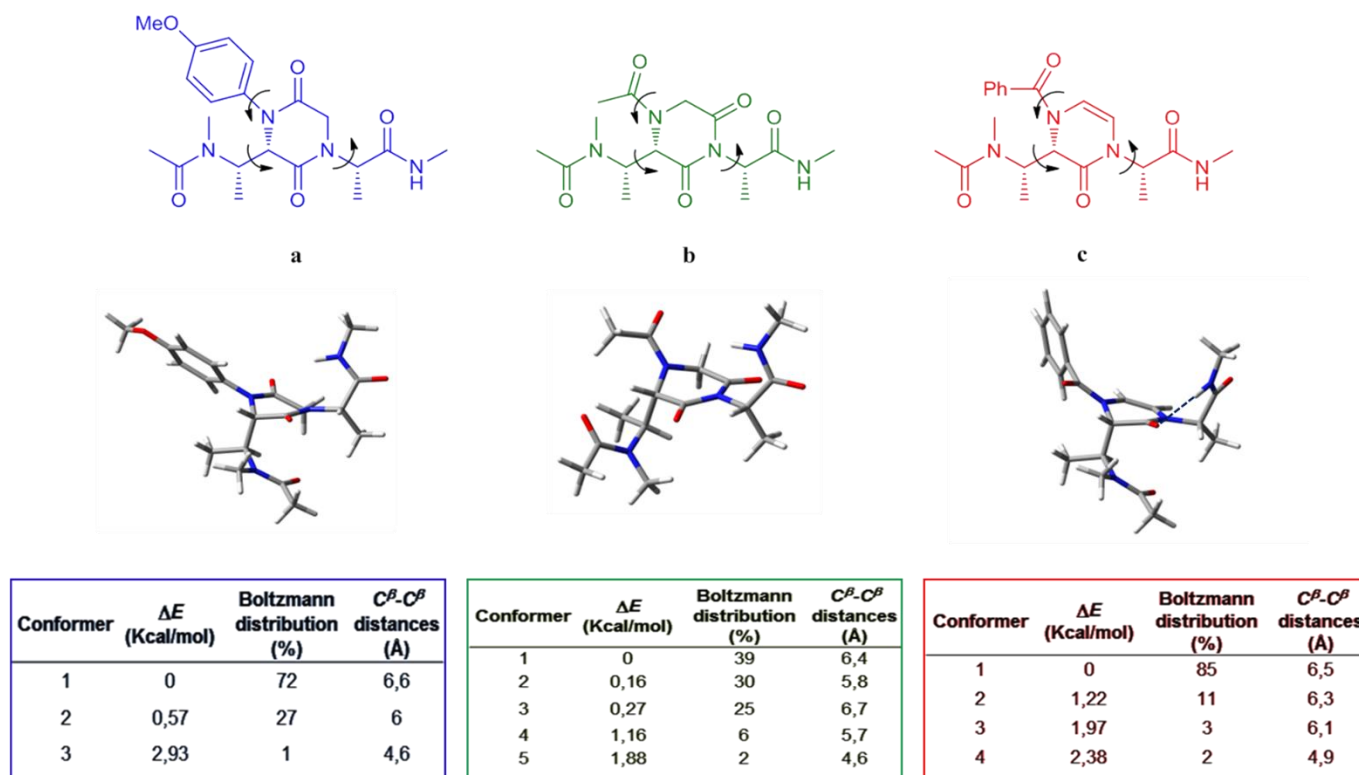 MeO
O
N
N
N
O
O
O
N
H
a
O
N
O
N
N
O
O
O
N
H
b
O
Ph
N
N
N
O
O
O
N
H
c
Conformer ΔE (Kcal/mol) Boltzmann distribution (%) Cβ-Cβ distances (Å)
1 0 72 6,6
2 0,57 27 6
3 2,93 1 4,6
Conformer ΔE (Kcal/mol) Boltzmann distribution (%) Cβ-Cβ distances (Å)
1 0 39 6,4
2 0,16 30 5,8
3 0,27 25 6,7
4 1,16 6 5,7
5 1,88 2 4,6
Conformer ΔE (Kcal/mol) Boltzmann distribution (%) Cβ-Cβ distances (Å)
1 0 85 6,5
2 1,22 11 6,3
3 1,97 3 6,1
4 2,38 2 4,9